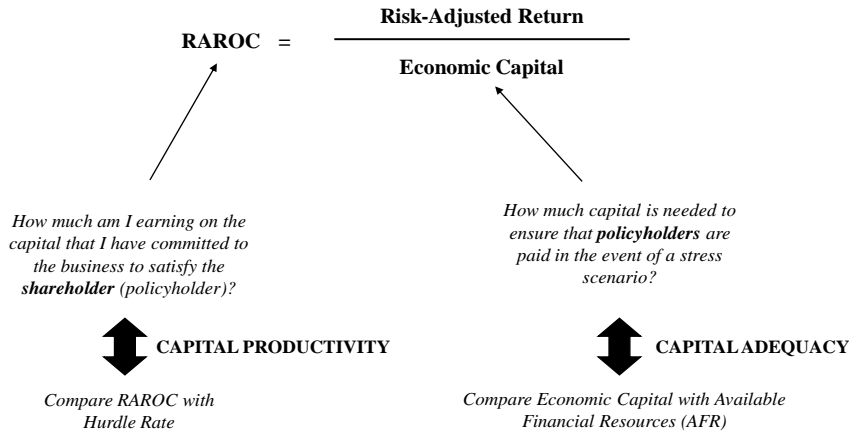 Risk-Adjusted Return
RAROC =
Economic Capital
How much am I earning on the
capital that I have committed to
the business to satisfy the
shareholder (policyholder)?
How much capital is needed to
ensure that policyholders are
paid in the event of a stress
scenario?
CAPITAL PRODUCTIVITY
CAPITAL ADEQUACY
Compare RAROC with
Hurdle Rate
Compare Economic Capital with Available
Financial Resources (AFR)